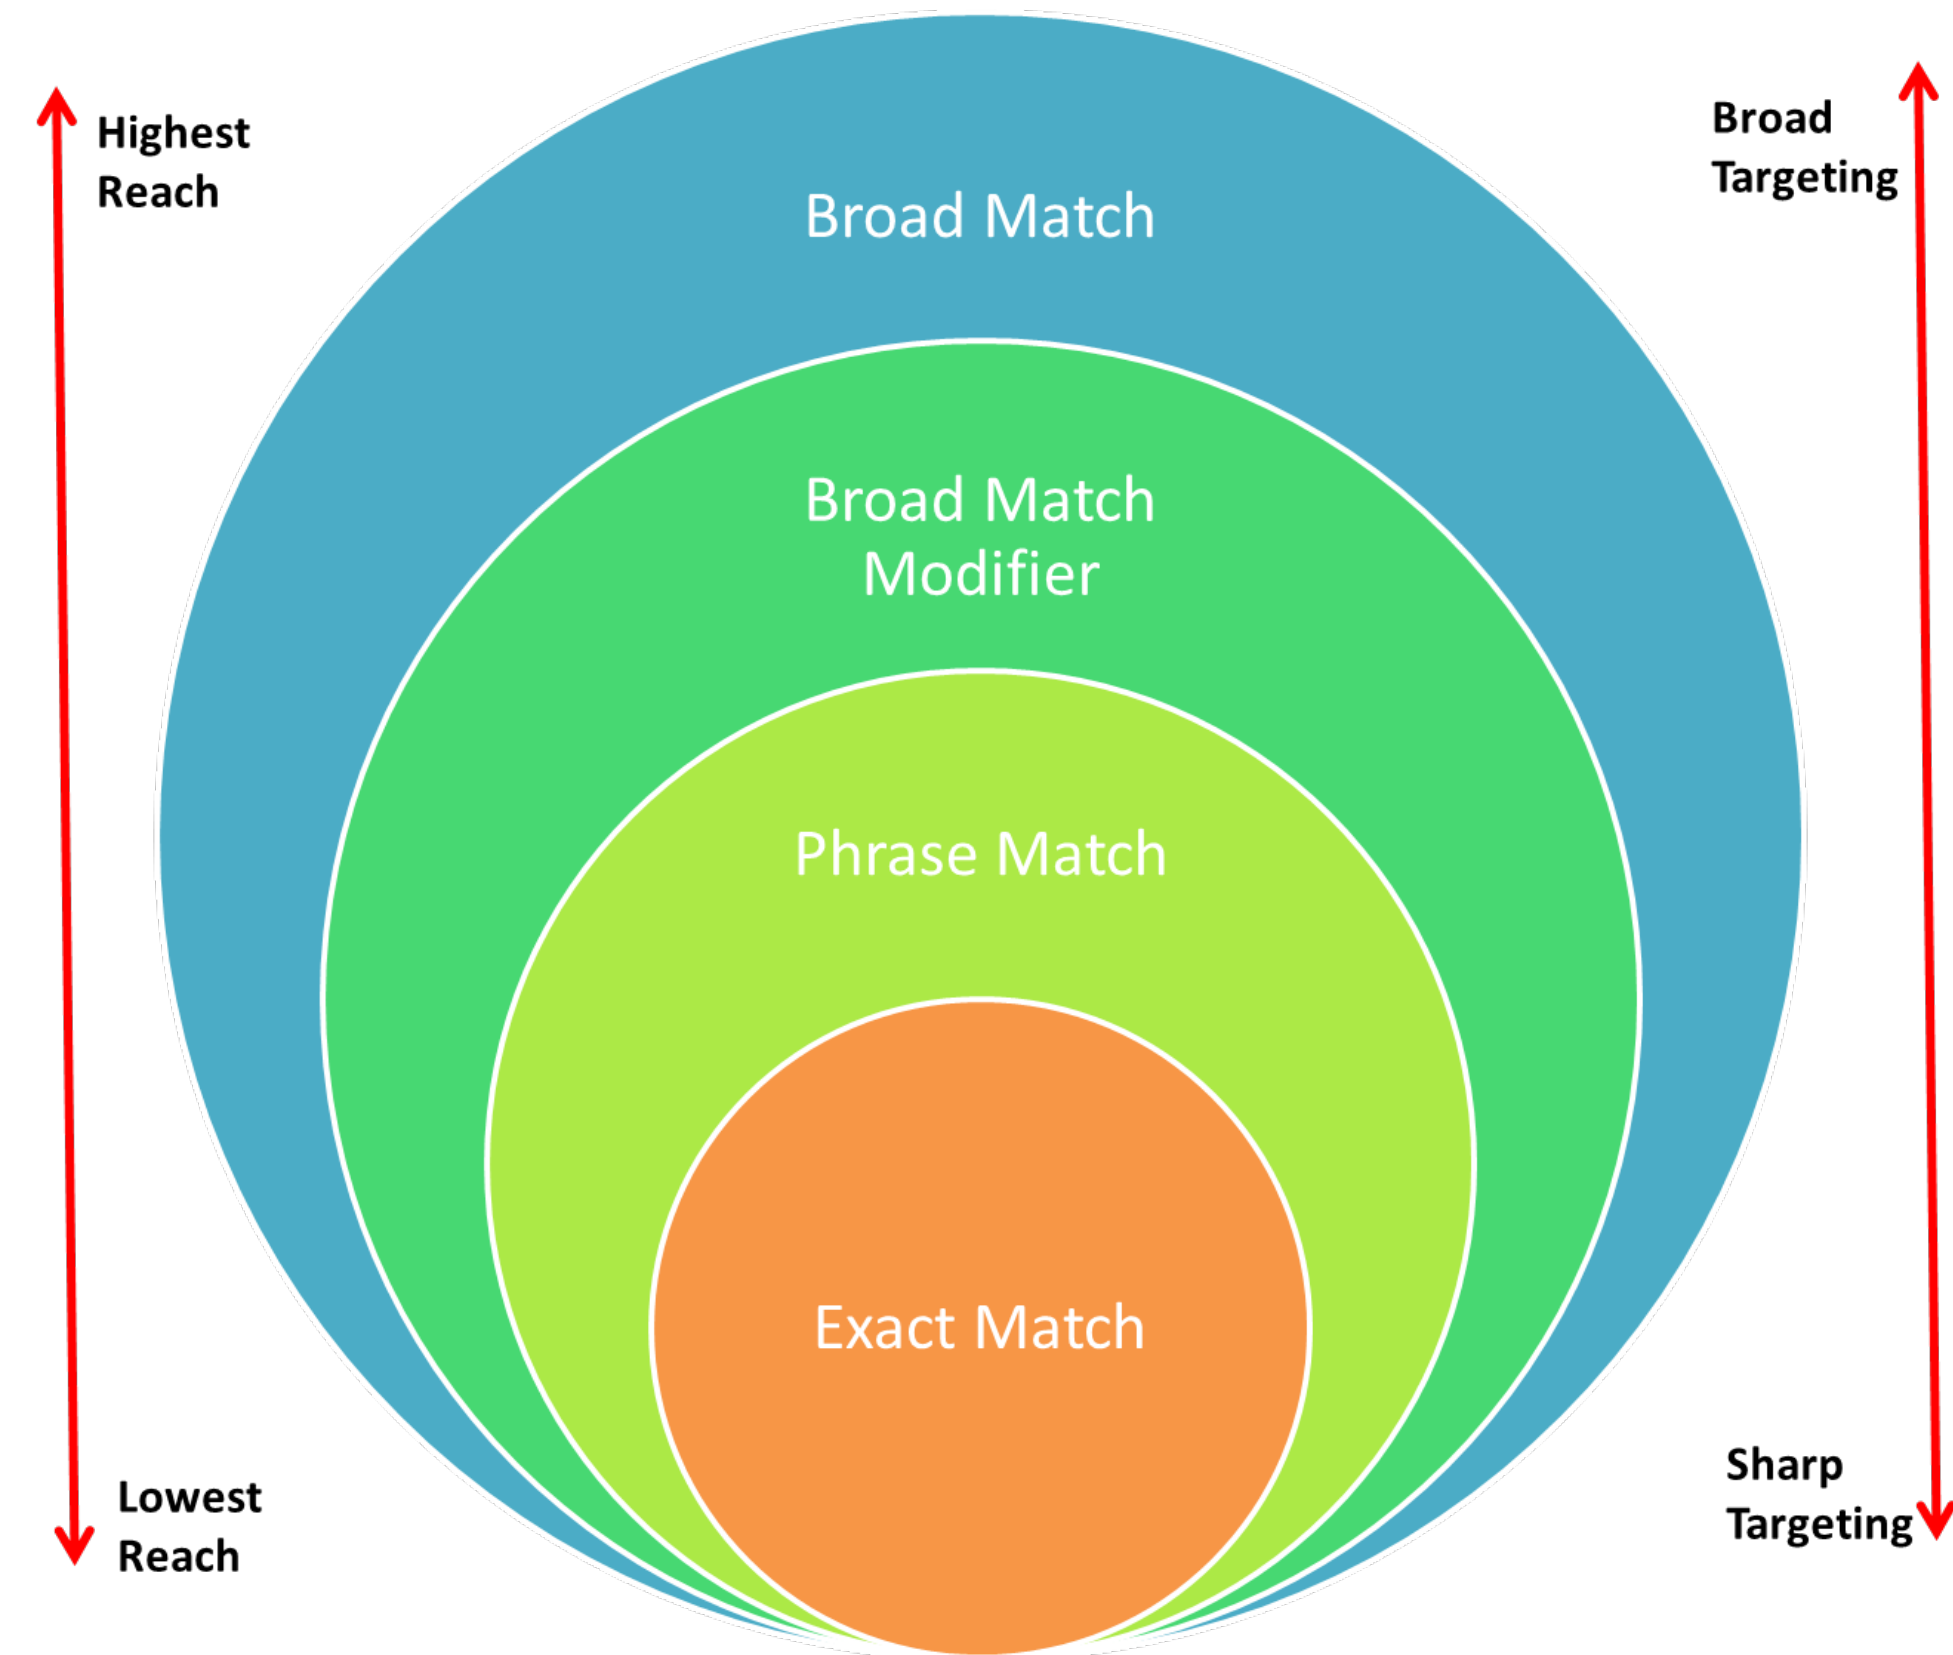 Highest
Reach
Broad
Targeting
Broad Match
Broad Match
Modifier
Phrase Match
Exact Match
Lowest
Reach
Sharp
Targeting